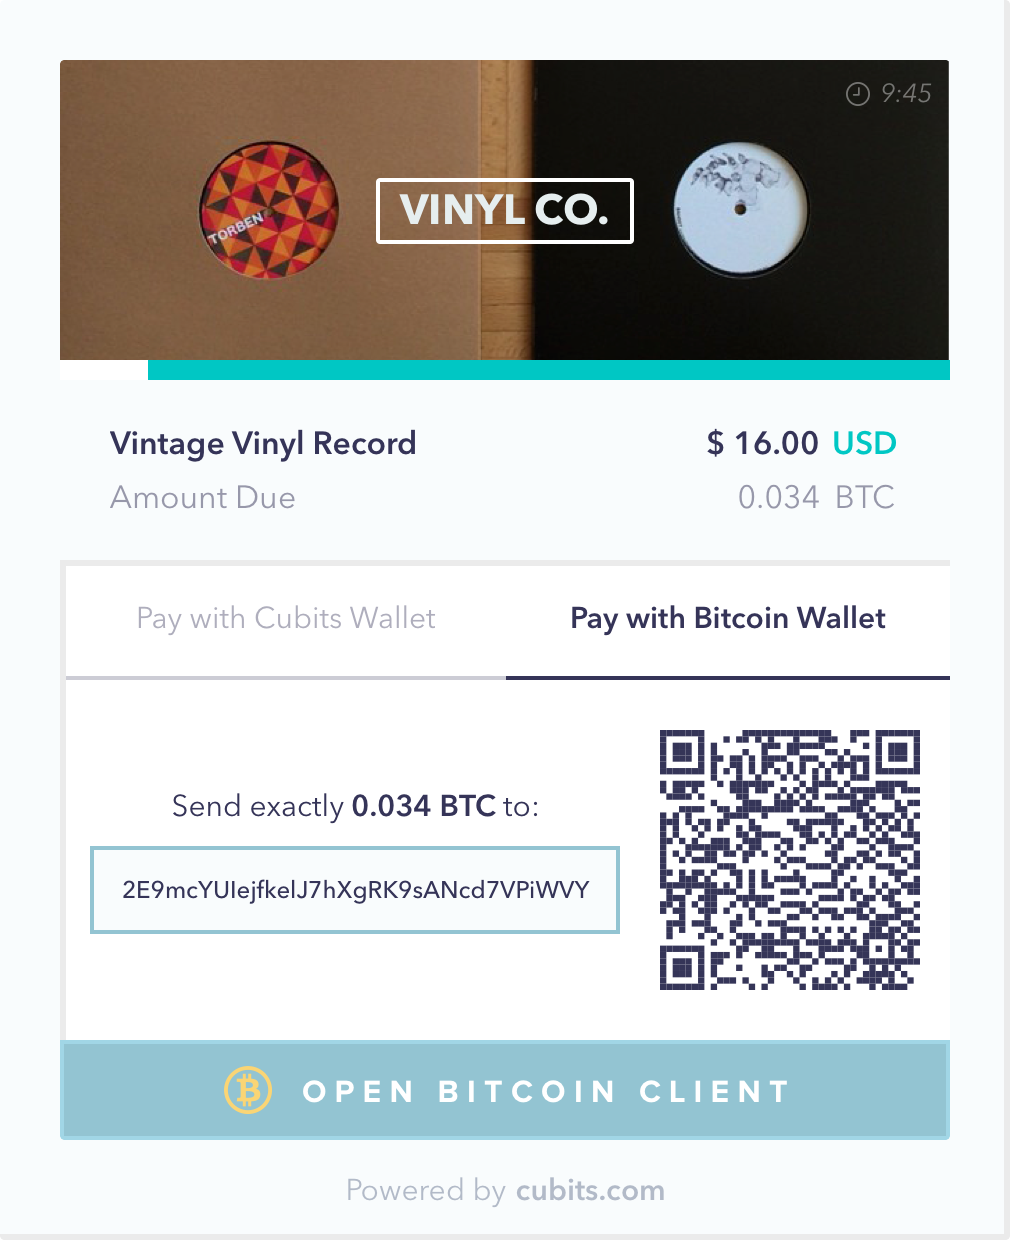 9:45
TORBEN
VINYL CO.
Vintage Vinyl Record $ 16.00 USD
Amount Due 0.034 BTC
Pay with Cubits Wallet Pay with Bitcoin Wallet
Send exactly 0.034 BTC to:
2E9mcYUIejfkelJ7hXgRK9sANcd7VPiWVY
OPEN BITCOIN CLIENT
Powered by cubits.com